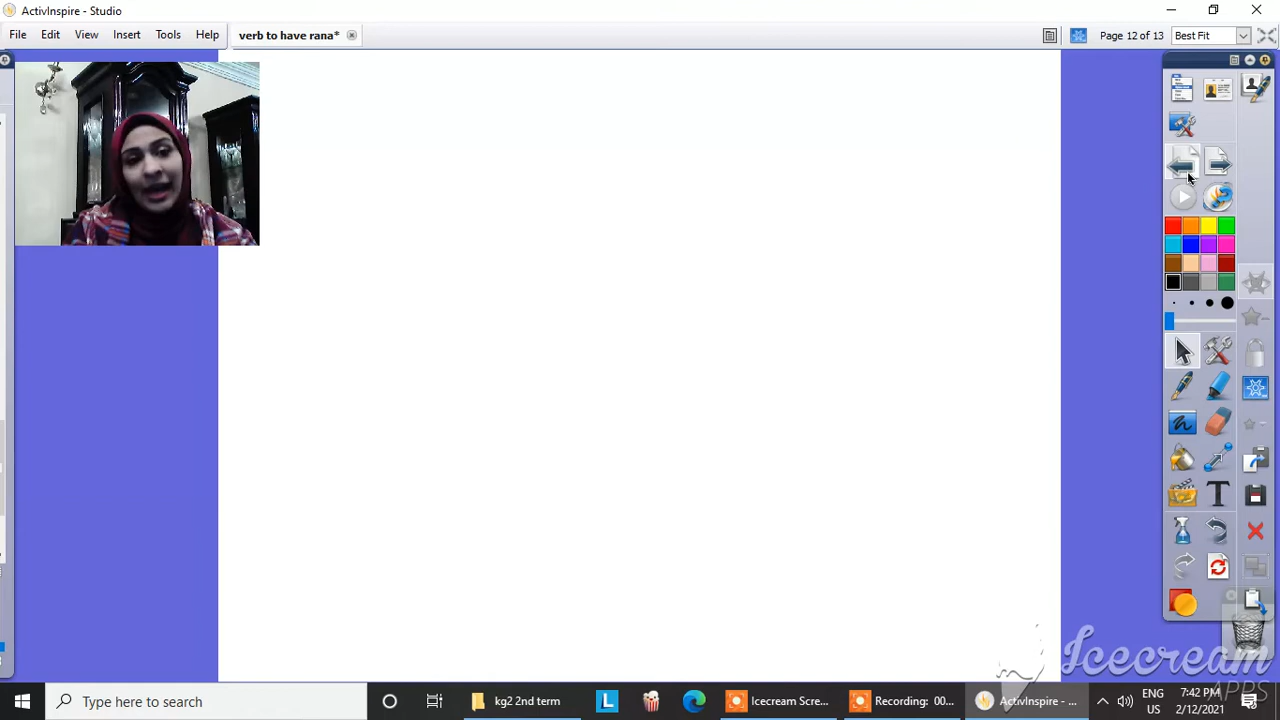 ActivInspire - Studio
File Edit View Insert Tools Help
verb to have rana*
Page 12 of 13
Best Fit
T
Icecream
APPS
Type here to search
kg2 2nd term
L
Icecream Scre...
Recording: 00...
ActivInspire - ...
ENG
US
7:42 PM
2/12/2021